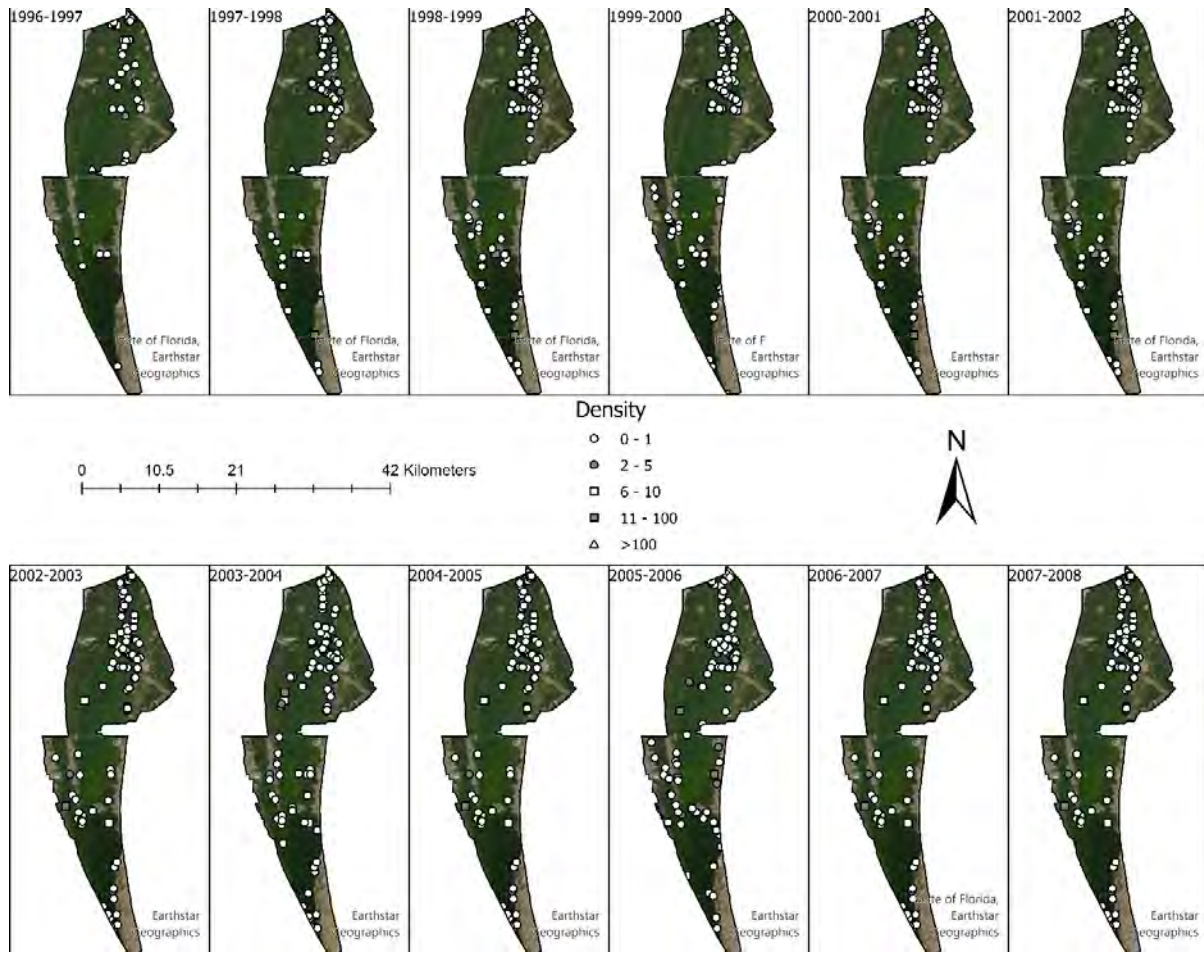 1996-1997
1997-1998
1998-1999
1999-2000
2000-2001
2001-2002
Earthstar
eographics
of Florida,
Earthstar
eographics
of Florida,
Earthstar
eographics
of F
Earthstar
eographics
Earthstar
eographics
of Florida,
Earthstar
eographics
Density
0 - 1
2 - 5
6 - 10
11 - 100
>100
0 10.5 21 42 Kilometers
N
2002-2003
2003-2004
2004-2005
2005-2006
2006-2007
2007-2008
Earthstar
eographics
Earthstar
eographics
Earthstar
eographics
Earthstar
eographics
of Florida,
Earthstar
eographics
Earthstar
eographics